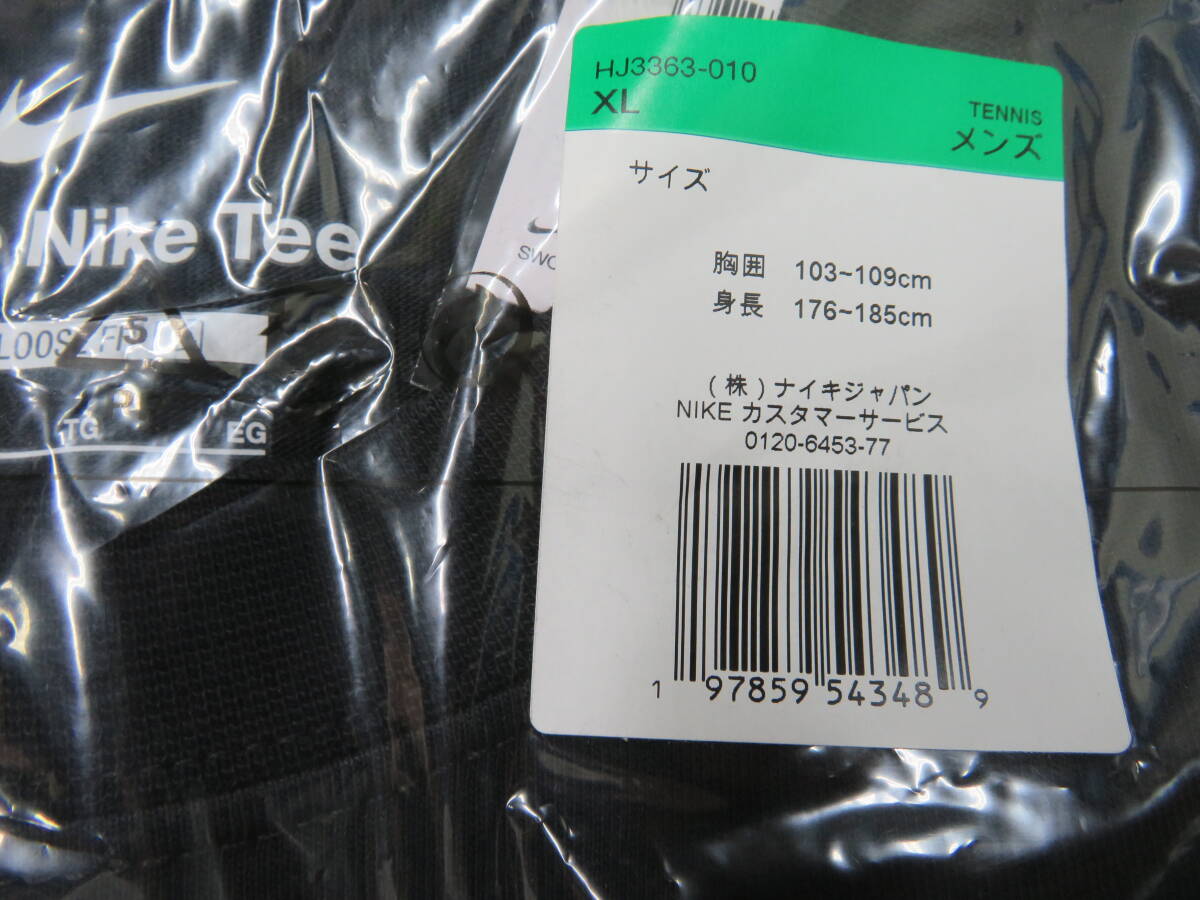 HJ3363-010
XL
TENNIS
メンズ
サイズ
胸囲 103~109cm
身長 176~185cm
(株)ナイキジャパン
NIKE カスタマーサービス
0120-6453-77
1 97859 54348 9
Nike Tee
TG EG